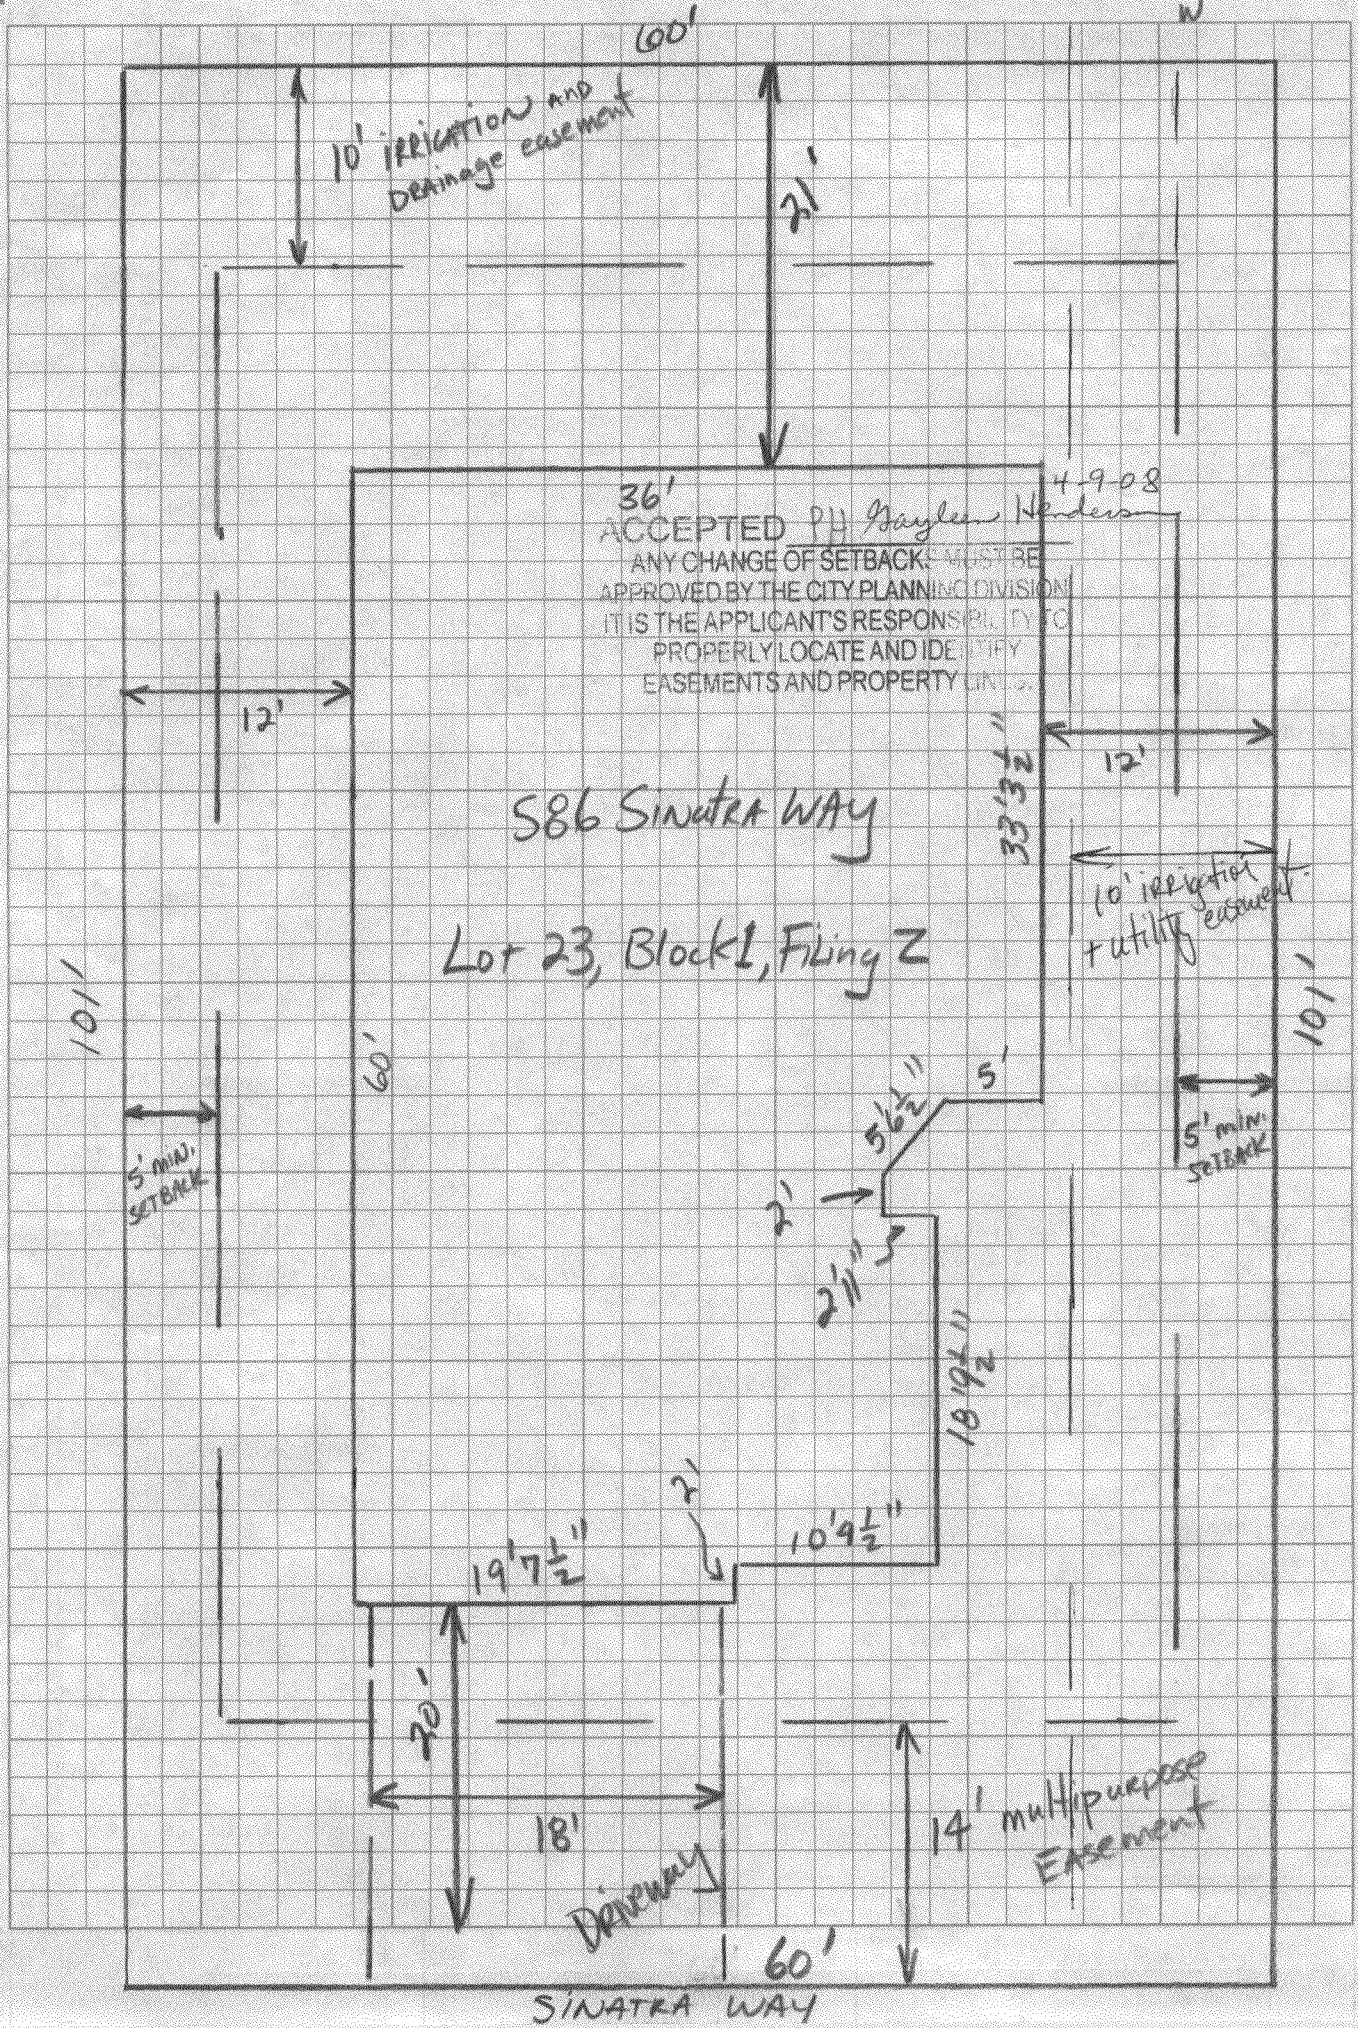 60'
10' irrigation and
Drainage easement
21'
36'
4-9-08
ACCEPTED PH Gaylen Henderson
ANY CHANGE OF SETBACKS MUST BE
APPROVED BY THE CITY PLANNING DIVISION
IT IS THE APPLICANT'S RESPONSIBILITY TO
PROPERLY LOCATE AND IDENTIFY
EASEMENTS AND PROPERTY LINES.
12'
12'
33'3½"
586 Sinatra Way
10' irrigation
+ utility easement
Lot 23, Block 1, Filing 2
101'
101'
60'
5'
5'6½"
5' min.
SETBACK
5' min.
SETBACK
2'
2'11"
18'9½"
2'
19'7½"
10'9½"
20'
18'
14' multipurpose
Easement
Driveway
60'
SINATRA WAY